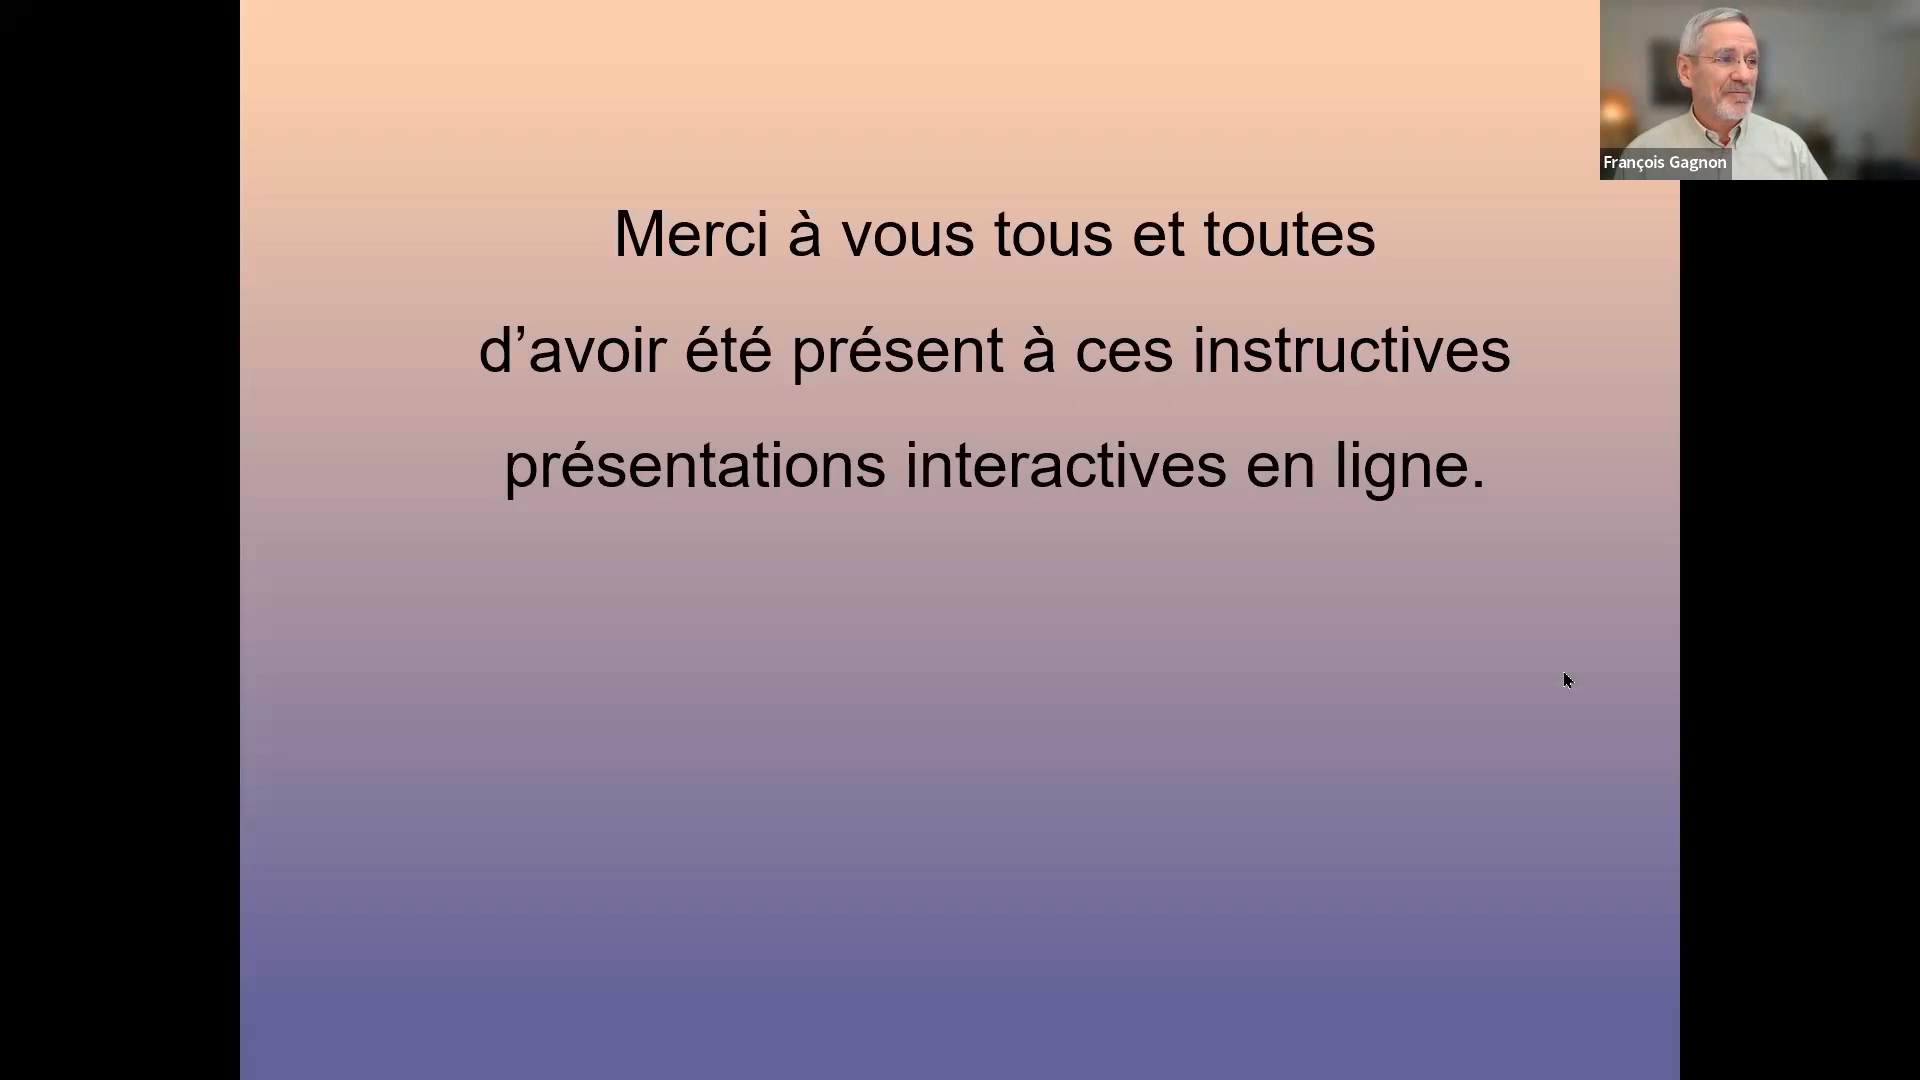 François Gagnon
Merci à vous tous et toutes
d’avoir été présent à ces instructives
présentations interactives en ligne.